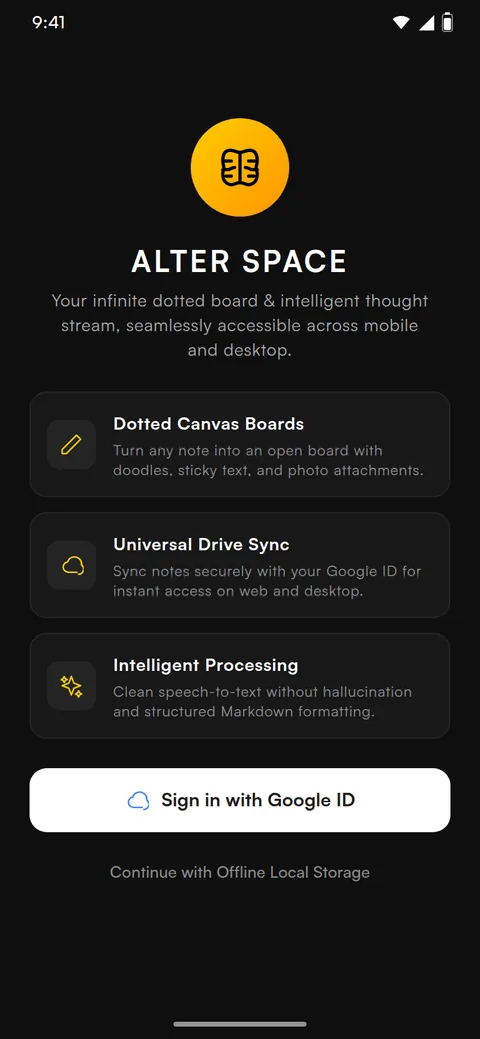 9:41
ALTER SPACE
Your infinite dotted board & intelligent thought
stream, seamlessly accessible across mobile
and desktop.
Dotted Canvas Boards
Turn any note into an open board with
doodles, sticky text, and photo attachments.
Universal Drive Sync
Sync notes securely with your Google ID for
instant access on web and desktop.
Intelligent Processing
Clean speech-to-text without hallucination
and structured Markdown formatting.
Sign in with Google ID
Continue with Offline Local Storage